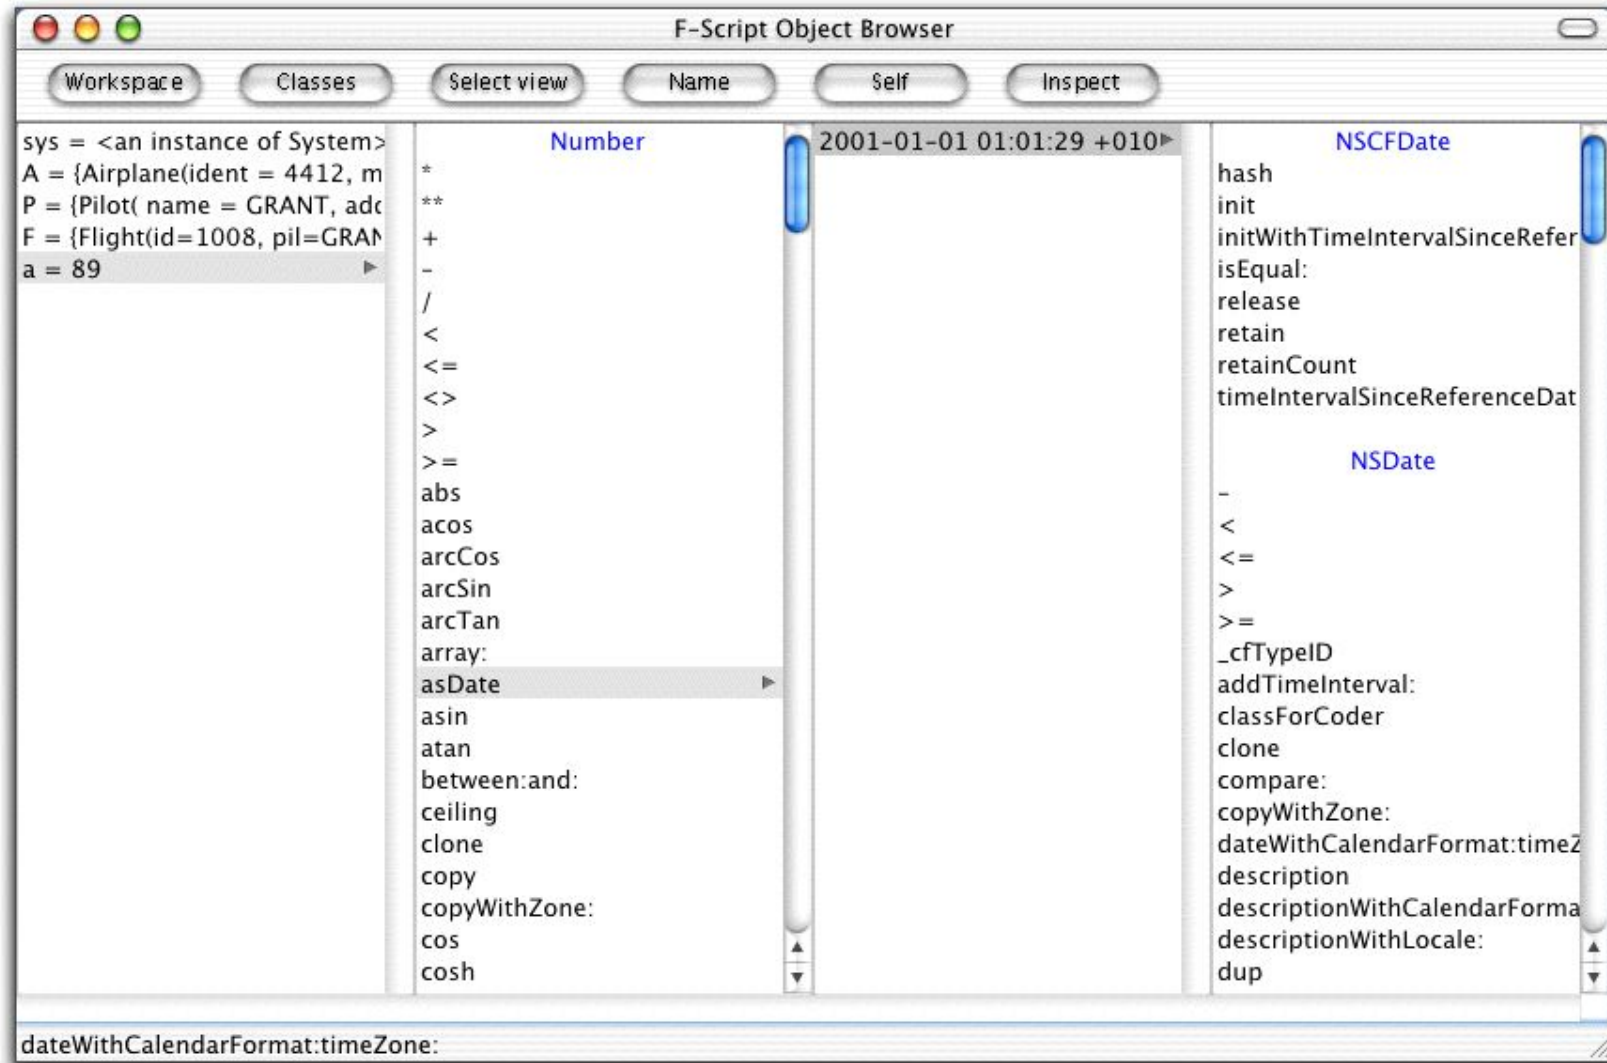 F-Script Object Browser
Workspace
Classes
Select view
Name
Self
Inspect
sys = <an instance of System>
A = {Airplane(ident = 4412, m
P = {Pilot( name = GRANT, adc
F = {Flight(id=1008, pil=GRAN
a = 89
Number
*
**
+
-
/
<
<=
<>
>
>=
abs
acos
arcCos
arcSin
arcTan
array:
asDate
asin
atan
between:and:
ceiling
clone
copy
copyWithZone:
cos
cosh
2001-01-01 01:01:29 +010
NSCFDate
hash
init
initWithTimeIntervalSinceRefer
isEqual:
release
retain
retainCount
timeIntervalSinceReferenceDat
NSDate
-
<
<=
>
>=
_cfTypeID
addTimeInterval:
classForCoder
clone
compare:
copyWithZone:
dateWithCalendarFormat:timeZ
description
descriptionWithCalendarForma
descriptionWithLocale:
dup
dateWithCalendarFormat:timeZone: